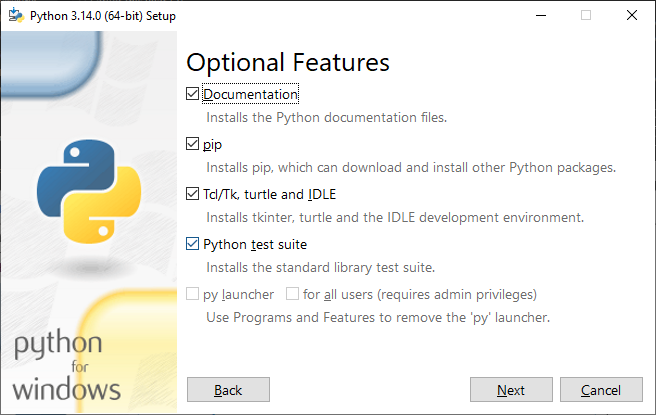 Python 3.14.0 (64-bit) Setup
Optional Features
Documentation
Installs the Python documentation files.
pip
Installs pip, which can download and install other Python packages.
Tcl/Tk, turtle and IDLE
Installs tkinter, turtle and the IDLE development environment.
Python test suite
Installs the standard library test suite.
py launcher for all users (requires admin privileges)
Use Programs and Features to remove the 'py' launcher.
python
for
windows
Back Next Cancel